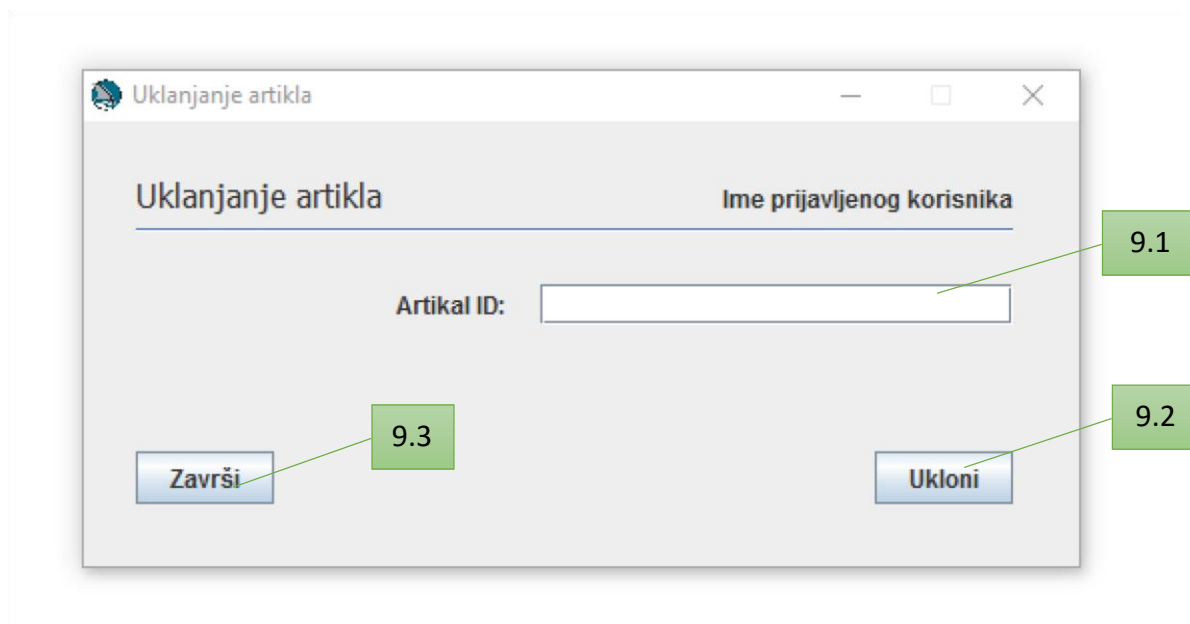 Uklanjanje artikla
Uklanjanje artikla
Ime prijavljenog korisnika
9.1
Artikal ID:
9.2
9.3
Završi
Ukloni